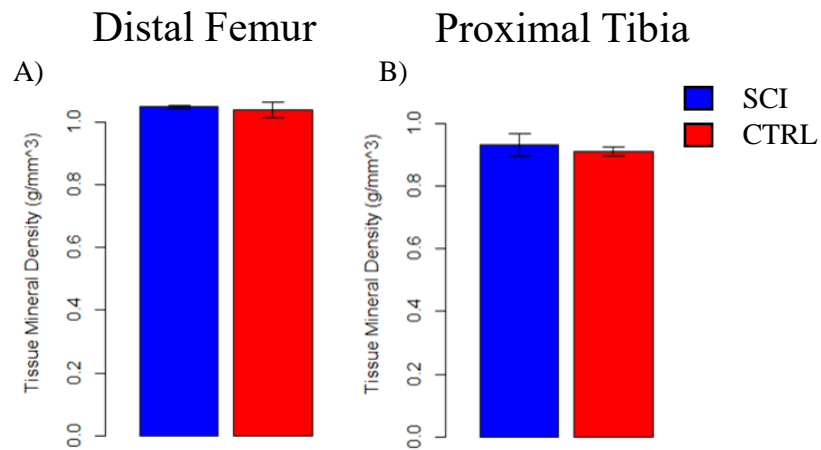 Distal Femur
Proximal Tibia
A)
B)
SCI
CTRL
Tissue Mineral Density (g/mm^3)
1.0
0.8
0.6
0.4
0.2
0.0
Tissue Mineral Density (g/mm^3)
1.0
0.8
0.6
0.4
0.2
0.0